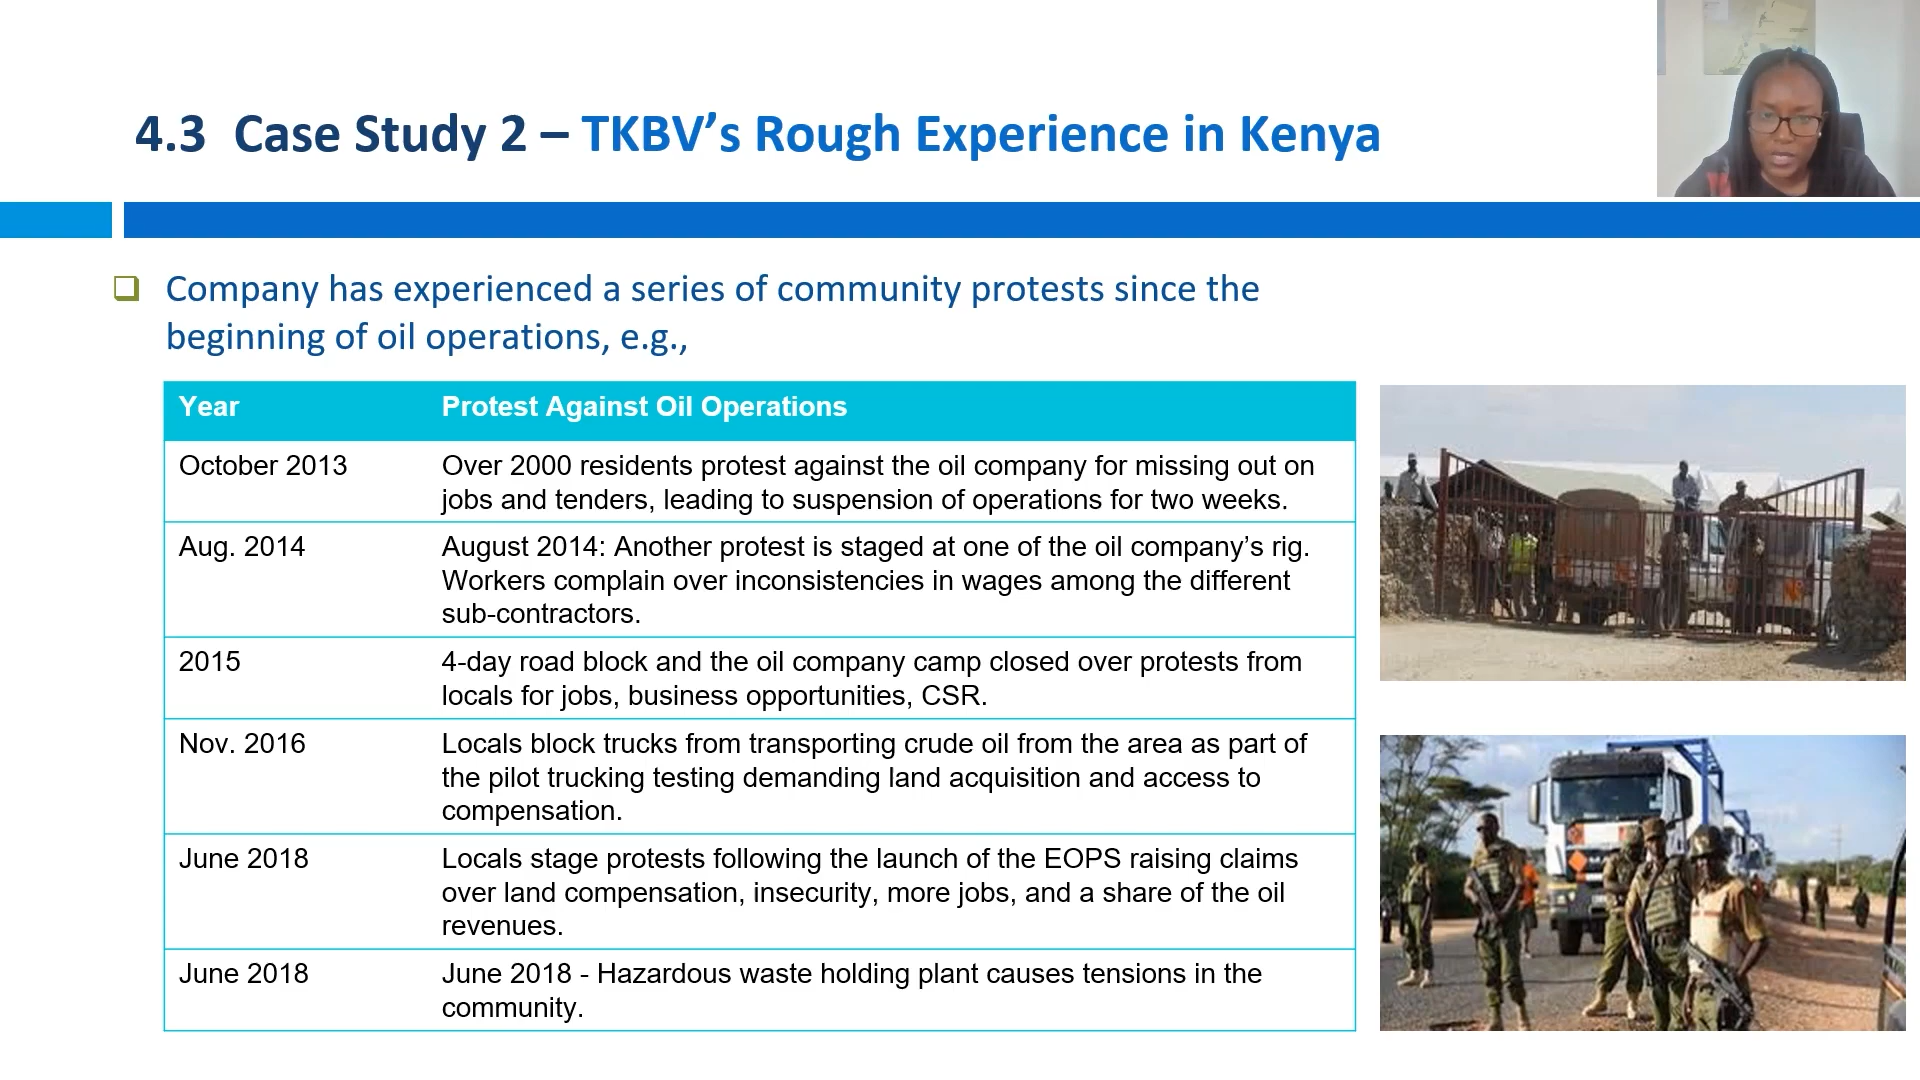 4.3 Case Study 2 – TKBV’s Rough Experience in Kenya
Company has experienced a series of community protests since the
beginning of oil operations, e.g.,
Year Protest Against Oil Operations
October 2013 Over 2000 residents protest against the oil company for missing out on
jobs and tenders, leading to suspension of operations for two weeks.
Aug. 2014 August 2014: Another protest is staged at one of the oil company’s rig.
Workers complain over inconsistencies in wages among the different
sub-contractors.
2015 4-day road block and the oil company camp closed over protests from
locals for jobs, business opportunities, CSR.
Nov. 2016 Locals block trucks from transporting crude oil from the area as part of
the pilot trucking testing demanding land acquisition and access to
compensation.
June 2018 Locals stage protests following the launch of the EOPS raising claims
over land compensation, insecurity, more jobs, and a share of the oil
revenues.
June 2018 June 2018 - Hazardous waste holding plant causes tensions in the
community.